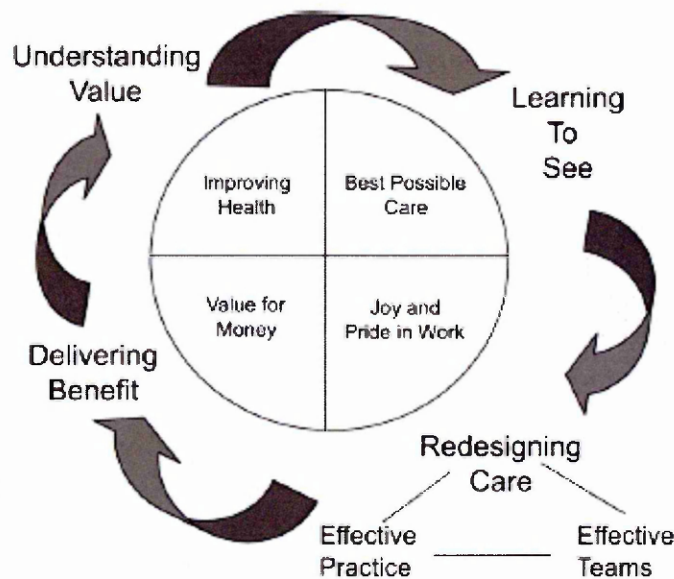 Understanding
Value
Learning
To
See
Improving
Health
Best Possible
Care
Value for
Money
Joy and
Pride in Work
Delivering
Benefit
Redesigning
Care
Effective
Practice
Effective
Teams